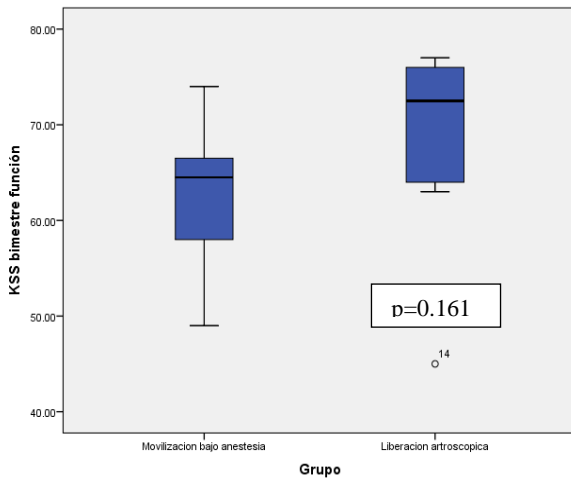 80.00
70.00
60.00
50.00
40.00
KSS bimestre función
p=0.161
14
Movilizacion bajo anestesia
Liberacion artroscopica
Grupo